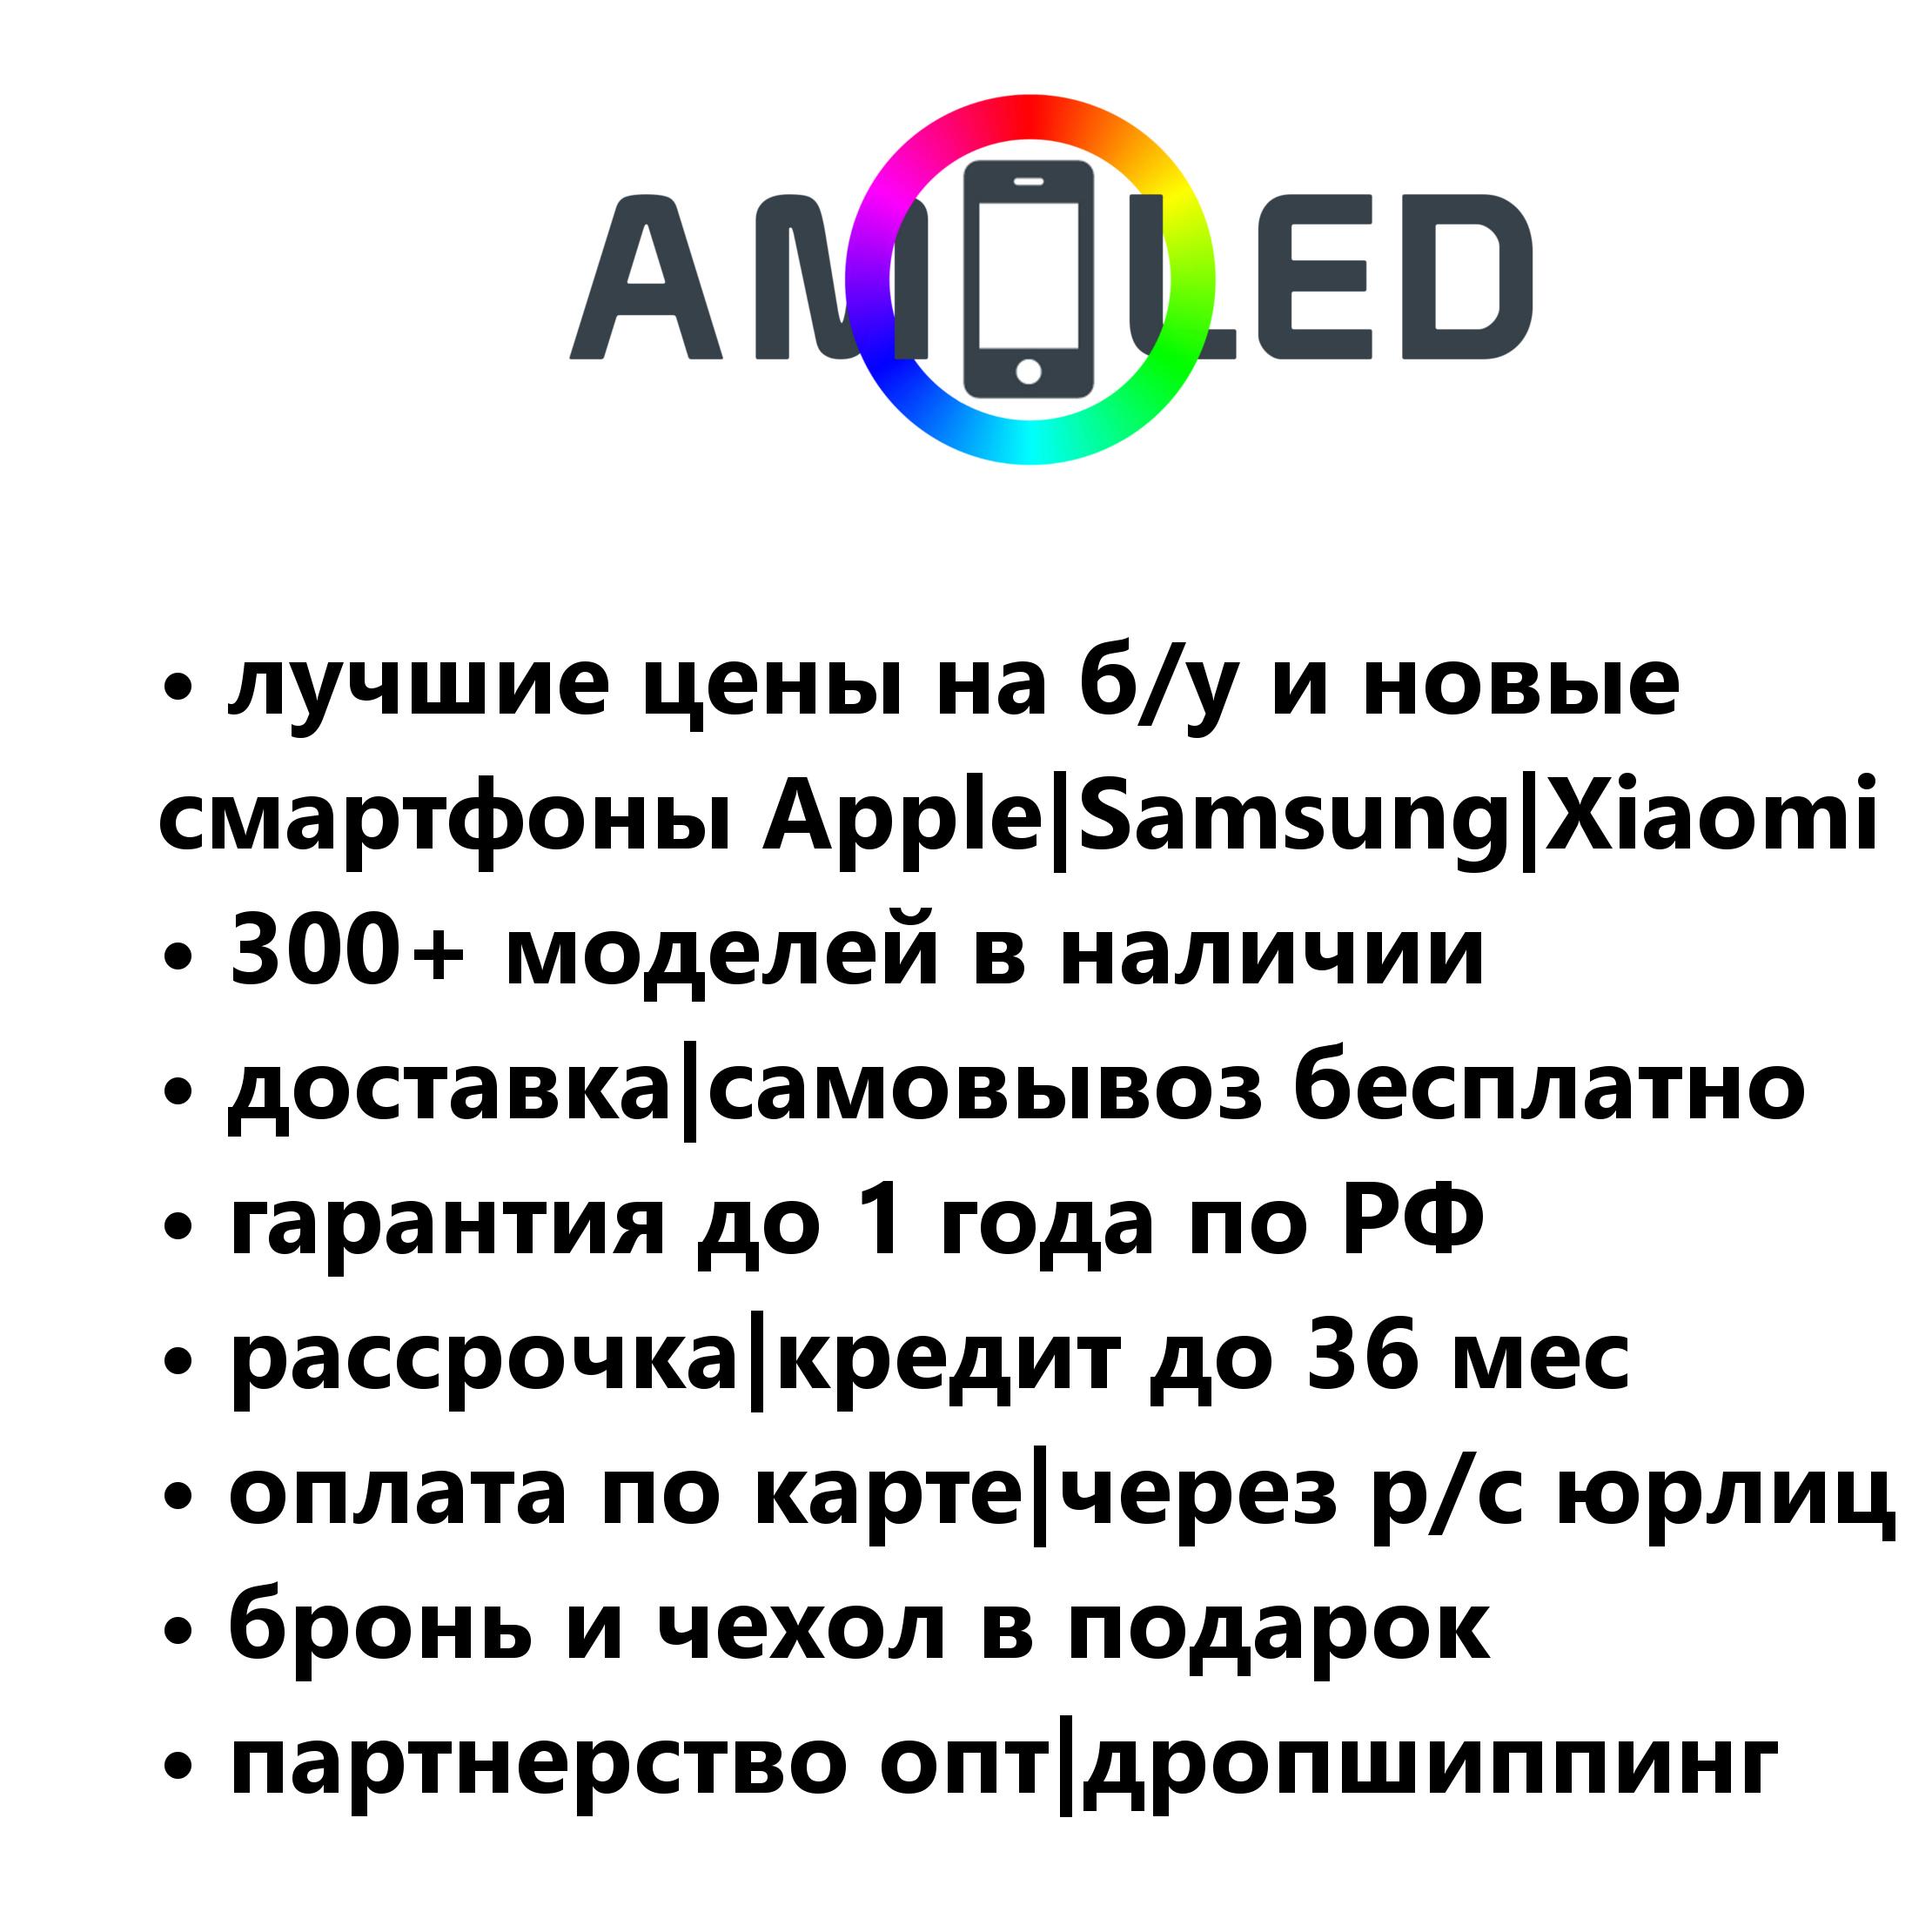 AMOLED
• лучшие цены на б/у и новые
смартфоны Apple|Samsung|Xiaomi
• 300+ моделей в наличии
• доставка|самовывоз бесплатно
• гарантия до 1 года по РФ
• рассрочка|кредит до 36 мес
• оплата по карте|через р/с юрлиц
• бронь и чехол в подарок
• партнерство опт|дропшиппинг